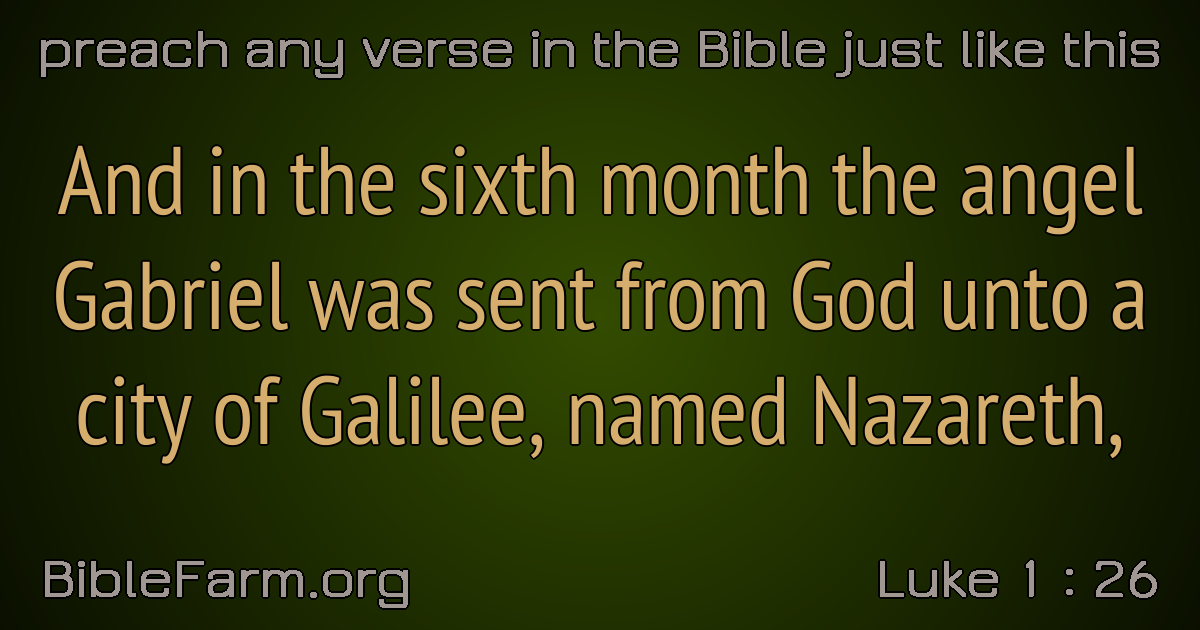 preach any verse in the Bible just like this
And in the sixth month the angel
Gabriel was sent from God unto a
city of Galilee, named Nazareth,
BibleFarm.org
Luke 1 : 26